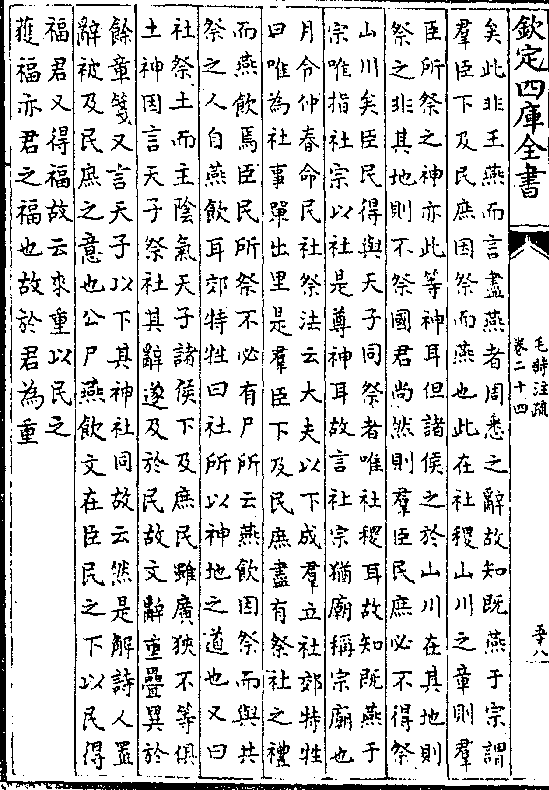 欽定四庫全書
毛詩注疏
卷二十四
五十八
矣此非王燕而言盡燕者周悉之辭故知既燕于宗謂
羣臣下及民庶因祭而燕也此在社稷山川之章則羣
臣所祭之神亦此等神耳但諸侯之於山川在其地則
祭之非其地則不祭國君尚然則羣臣民庶必不得祭
山川矣臣民得與天子同祭者唯社稷耳故知既燕于
宗唯指社宗以社是尊神耳故言社宗猶廟稱宗廟也
月令仲春命民社祭法云大夫以下成羣立社郊特牲
曰唯為社事單出里是羣臣下及民庶盡有祭社之禮
而燕飲焉臣民所祭不必有尸所云燕飲因祭而與共
祭之人自燕飲耳郊特牲曰社所以神地之道也又曰
社祭土而主陰氣天子諸侯下及庶民雖廣狹不等俱
土神因言天子祭社其辭遂及於民故文辭重疊異於
餘章箋又言天子以下其神社同故云然是解詩人置
辭被及民庶之意也公尸燕飲文在臣民之下以民得
福君又得福故云來重以民之
獲福亦君之福也故於君為重